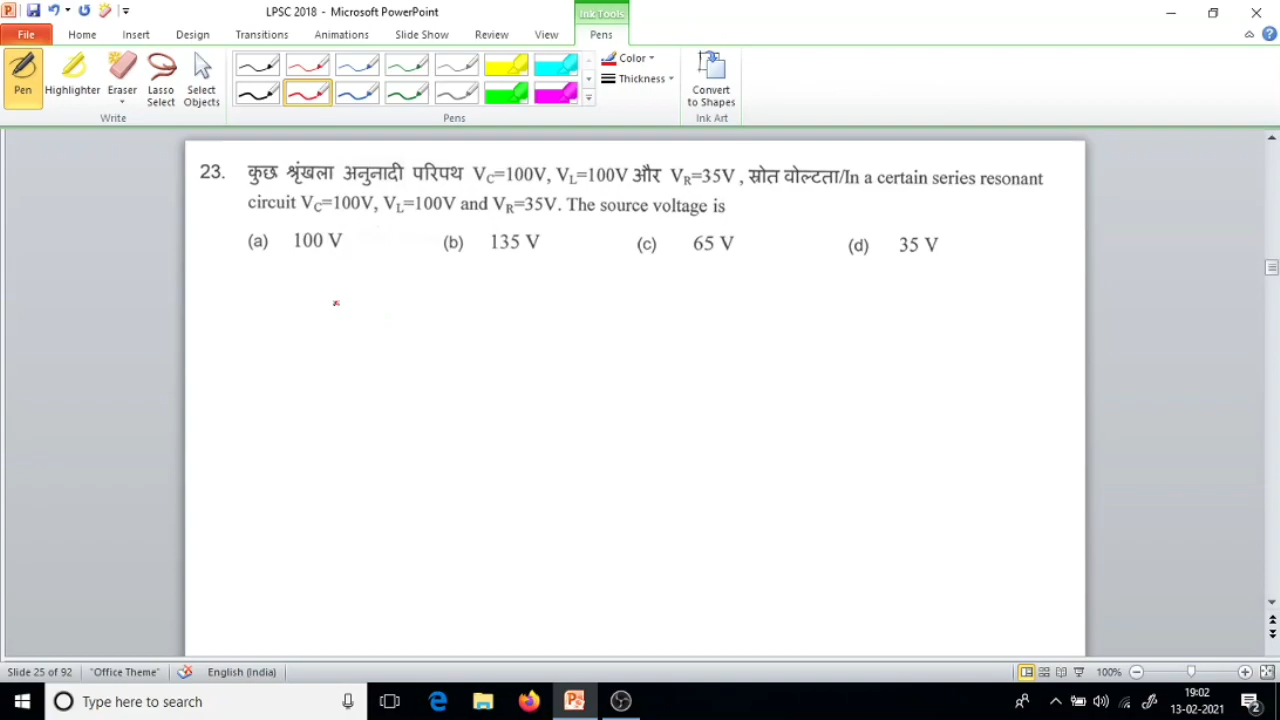 LPSC 2018 - Microsoft PowerPoint
Ink Tools
File Home Insert Design Transitions Animations Slide Show Review View Pens
Pen Highlighter Eraser Lasso Select Select Objects
Color
Thickness
Convert to Shapes
Write Pens Ink Art
23. कुछ श्रृंखला अनुनादी परिपथ VC=100V, VL=100V और VR=35V , स्रोत वोल्टता/In a certain series resonant
circuit VC=100V, VL=100V and VR=35V. The source voltage is
(a) 100 V (b) 135 V (c) 65 V (d) 35 V
Slide 25 of 92 "Office Theme" English (India) 100%
Type here to search
19:02
13-02-2021
2